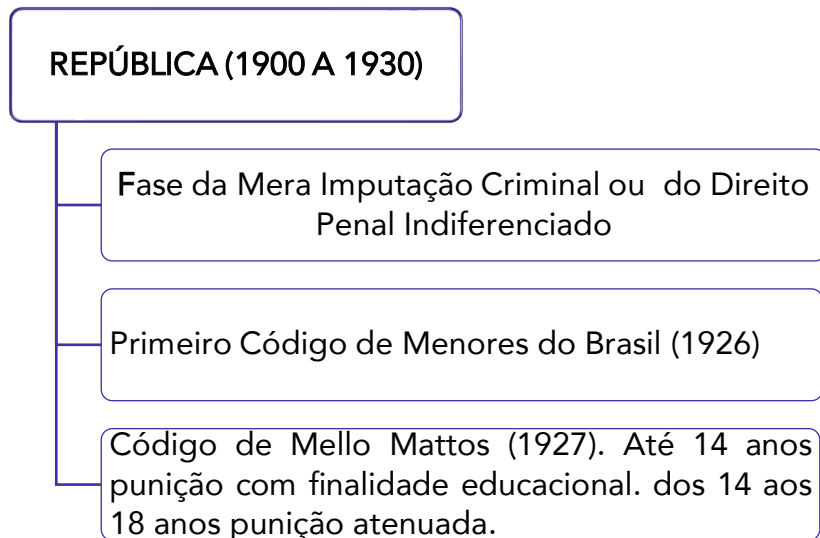 REPÚBLICA (1900 A 1930)
Fase da Mera Imputação Criminal ou do Direito
Penal Indiferenciado
Primeiro Código de Menores do Brasil (1926)
Código de Mello Mattos (1927). Até 14 anos
punição com finalidade educacional. dos 14 aos
18 anos punição atenuada.